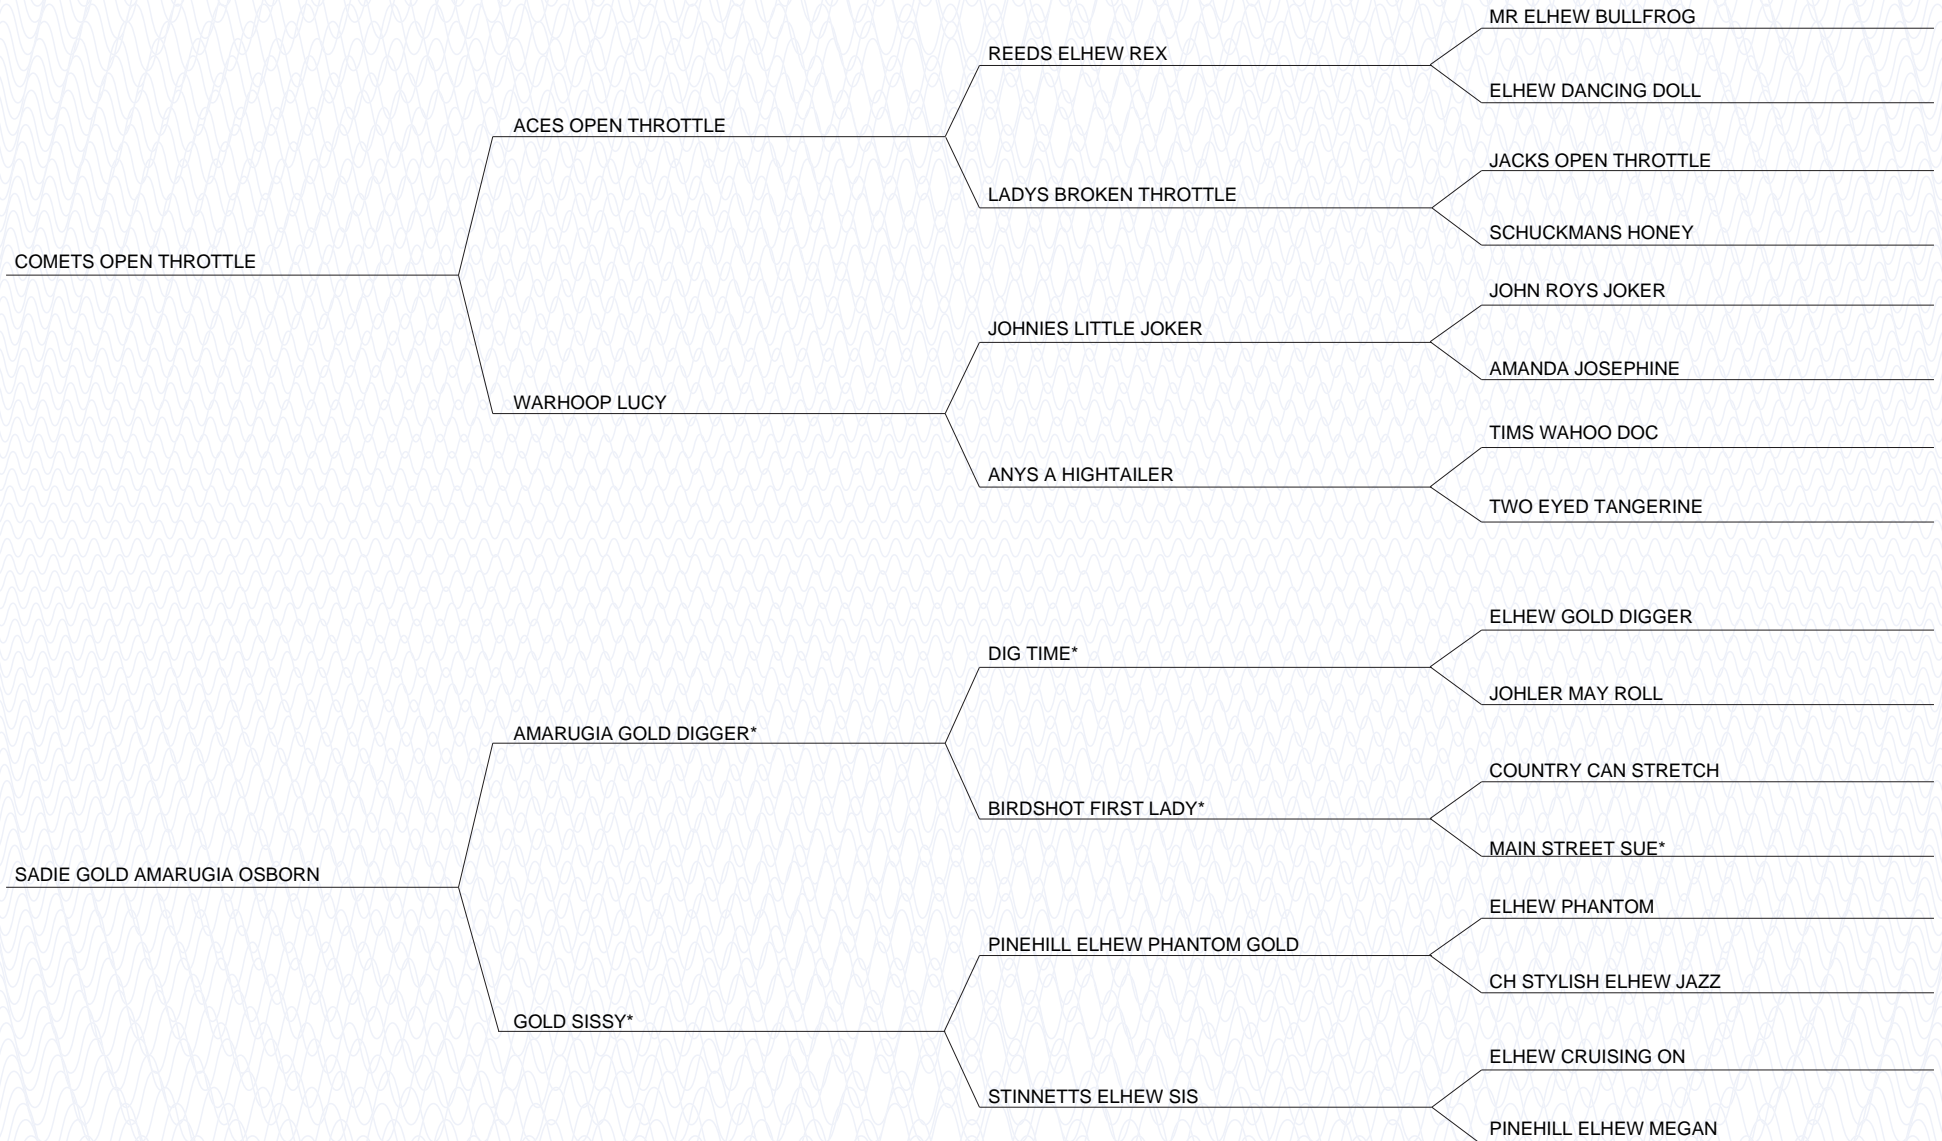 MR ELHEW BULLFROG
REEDS ELHEW REX
ELHEW DANCING DOLL
ACES OPEN THROTTLE
JACKS OPEN THROTTLE
LADYS BROKEN THROTTLE
SCHUCKMANS HONEY
COMETS OPEN THROTTLE
JOHN ROYS JOKER
JOHNIES LITTLE JOKER
AMANDA JOSEPHINE
WARHOOP LUCY
TIMS WAHOO DOC
ANYS A HIGHTAILER
TWO EYED TANGERINE
ELHEW GOLD DIGGER
DIG TIME*
JOHLER MAY ROLL
AMARUGIA GOLD DIGGER*
COUNTRY CAN STRETCH
BIRDSHOT FIRST LADY*
MAIN STREET SUE*
SADIE GOLD AMARUGIA OSBORN
ELHEW PHANTOM
PINEHILL ELHEW PHANTOM GOLD
CH STYLISH ELHEW JAZZ
GOLD SISSY*
ELHEW CRUISING ON
STINNETTS ELHEW SIS
PINEHILL ELHEW MEGAN